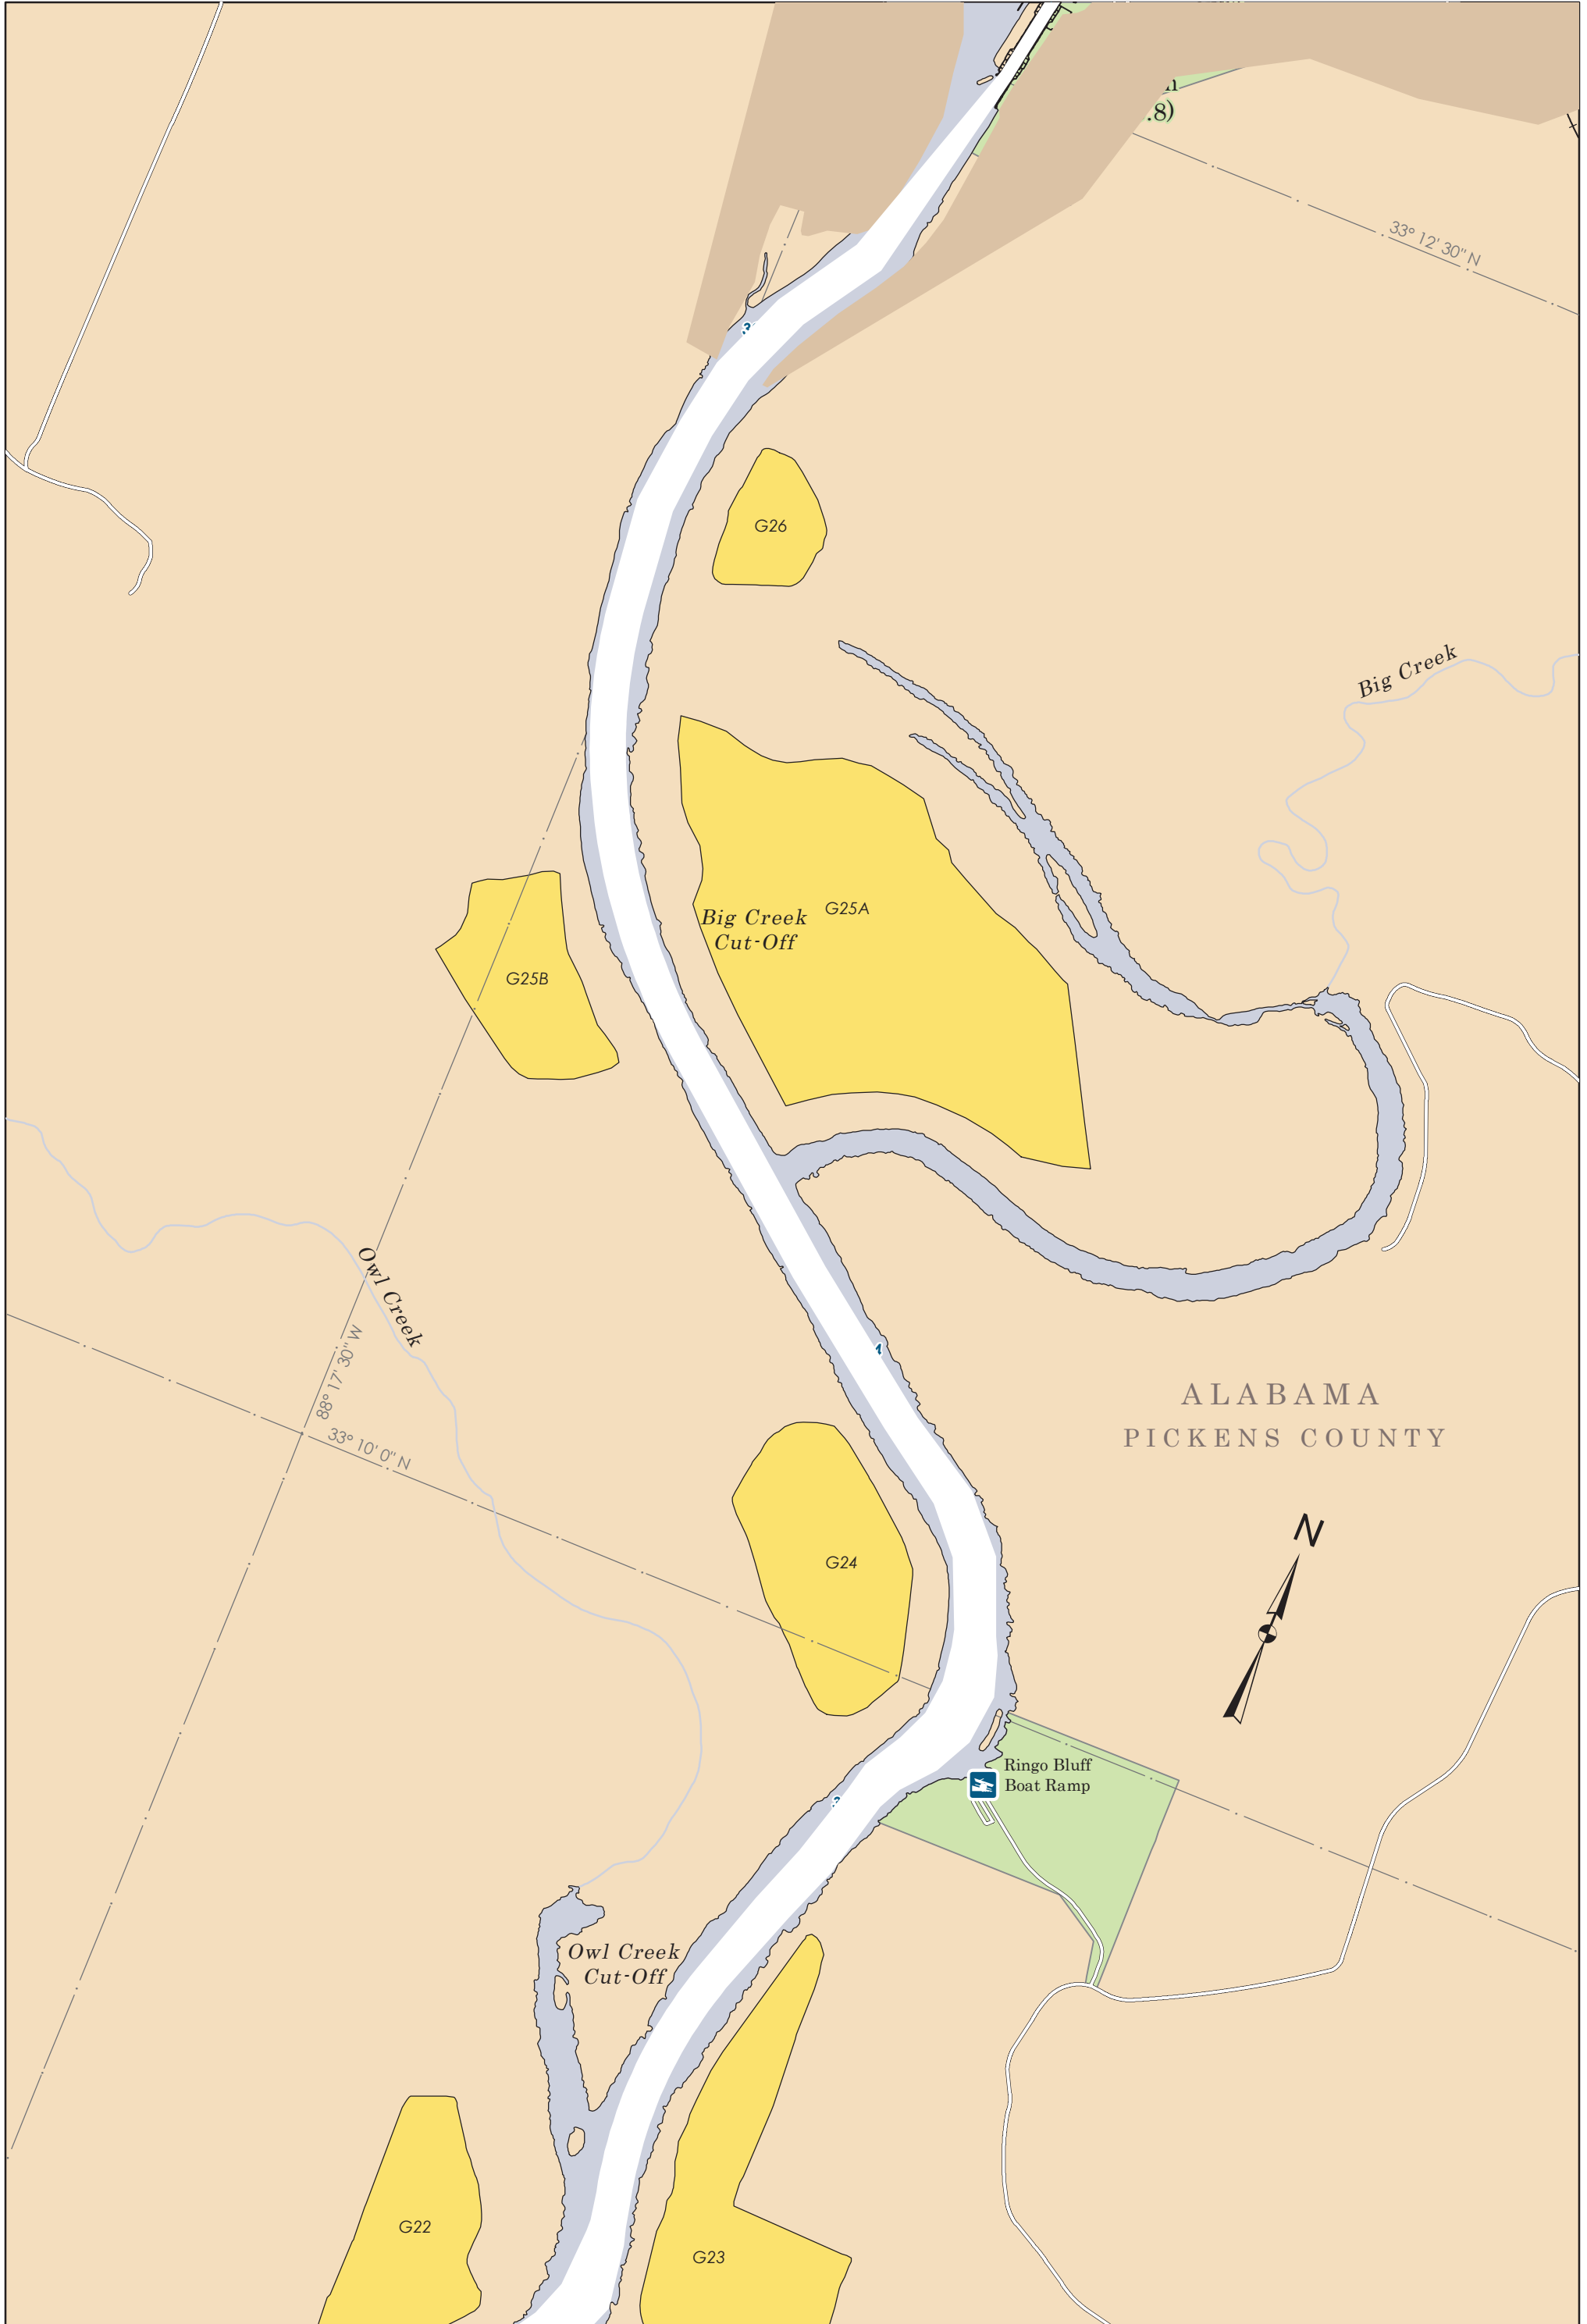 .8)
33° 12' 30" N
G26
Big Creek
G25A
Big Creek
Cut-Off
G25B
Owl Creek
88° 17' 30" W
33° 10' 0" N
ALABAMA
PICKENS COUNTY
N
G24
Ringo Bluff
Boat Ramp
Owl Creek
Cut-Off
G22
G23